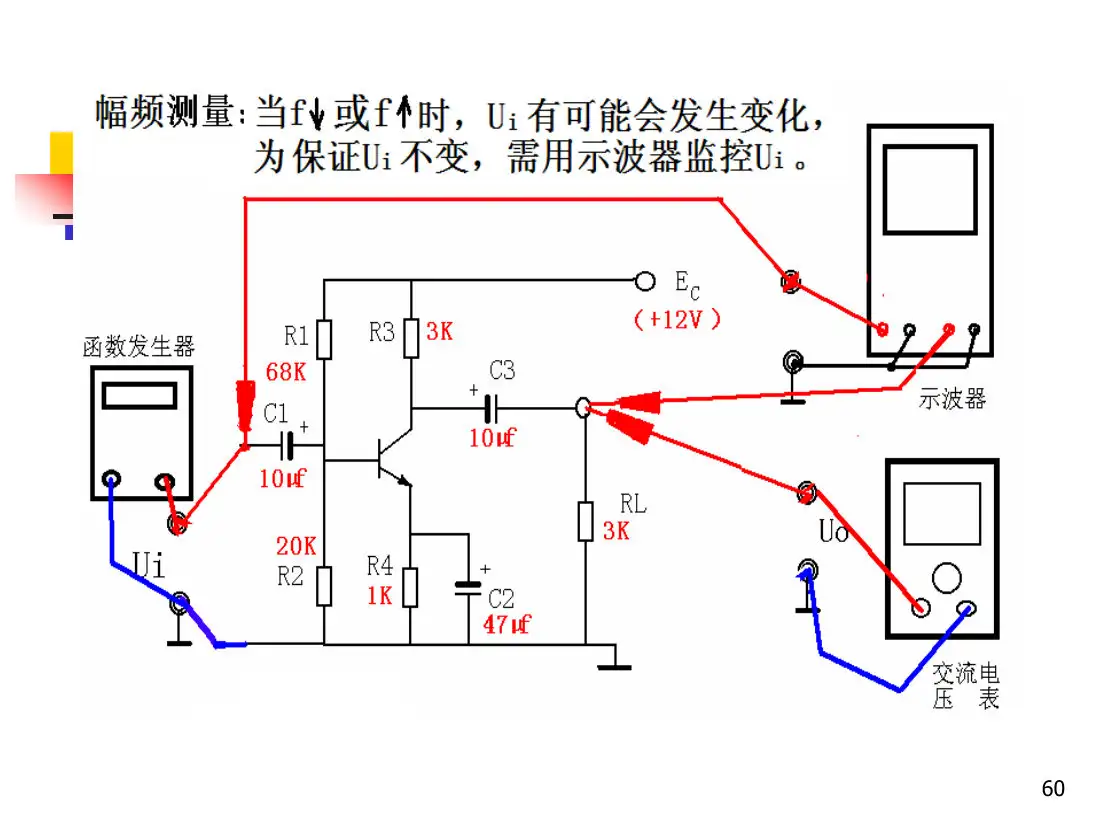 幅频测量:当f↓或f↑时，Ui有可能会发生变化，
为保证Ui不变，需用示波器监控Ui。
EC
(+12V)
R1
68K
R3
3K
函数发生器
C3
10μf
示波器
C1
10μf
RL
3K
Uo
Ui
20K
R2
R4
1K
C2
47μf
交流电
压 表
60